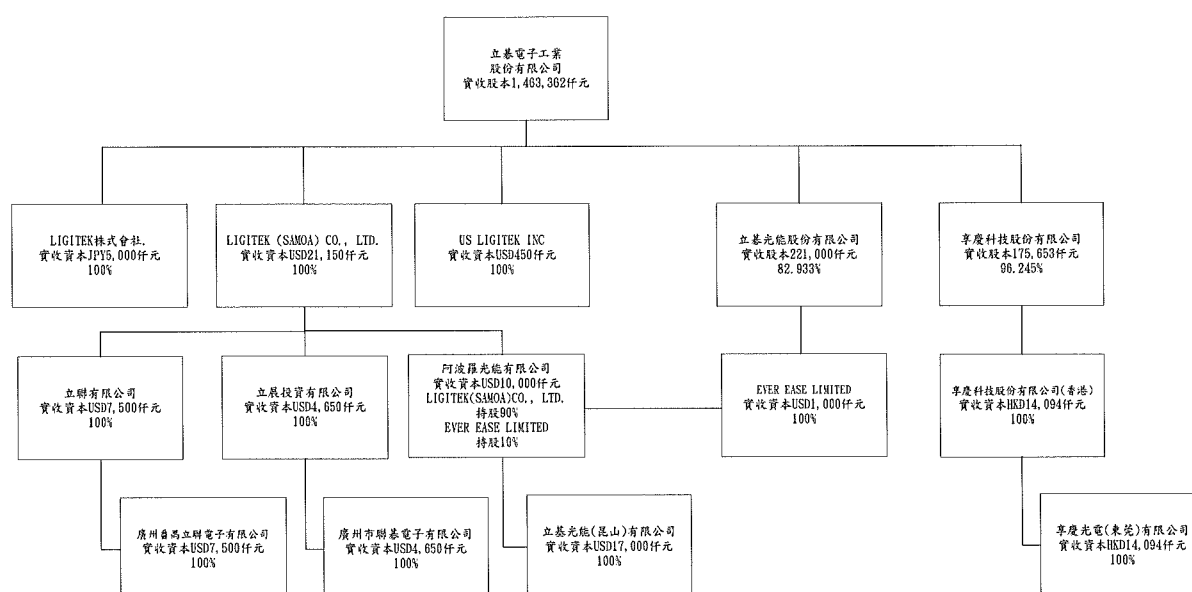 立碁電子工業
股份有限公司
實收股本1,463,362仟元
LIGITEK株式會社.
實收資本JPY5,000仟元
100%
LIGITEK (SAMOA) CO., LTD.
實收資本USD21,150仟元
100%
US LIGITEK INC
實收資本USD450仟元
100%
立碁光能股份有限公司
實收股本221,000仟元
82.933%
享慶科技股份有限公司
實收股本175,653仟元
96.245%
立聯有限公司
實收資本USD7,500仟元
100%
立展投資有限公司
實收資本USD4,650仟元
100%
阿波羅光能有限公司
實收資本USD10,000仟元
LIGITEK(SAMOA)CO., LTD.
持股90%
EVER EASE LIMITED
持股10%
EVER EASE LIMITED
實收資本USD1,000仟元
100%
享慶科技股份有限公司(香港)
實收資本HKD14,094仟元
100%
廣州番禺立聯電子有限公司
實收資本USD7,500仟元
100%
廣州市聯碁電子有限公司
實收資本USD4,650仟元
100%
立基光能(昆山)有限公司
實收資本USD17,000仟元
100%
享慶光電(東莞)有限公司
實收資本HKD14,094仟元
100%